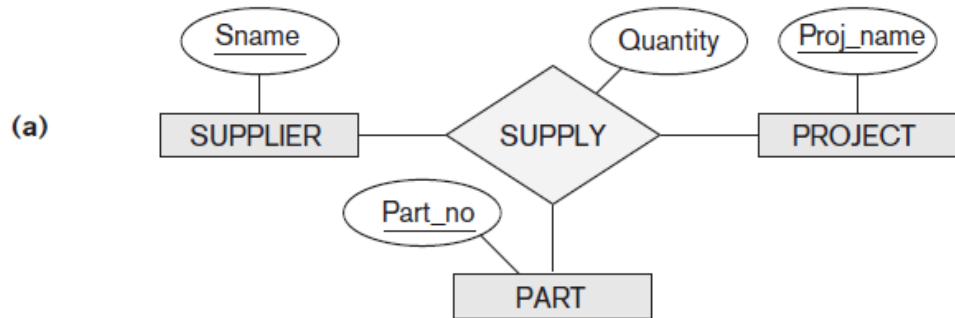 Sname
Quantity
Proj_name
(a)
SUPPLIER
SUPPLY
PROJECT
Part_no
PART